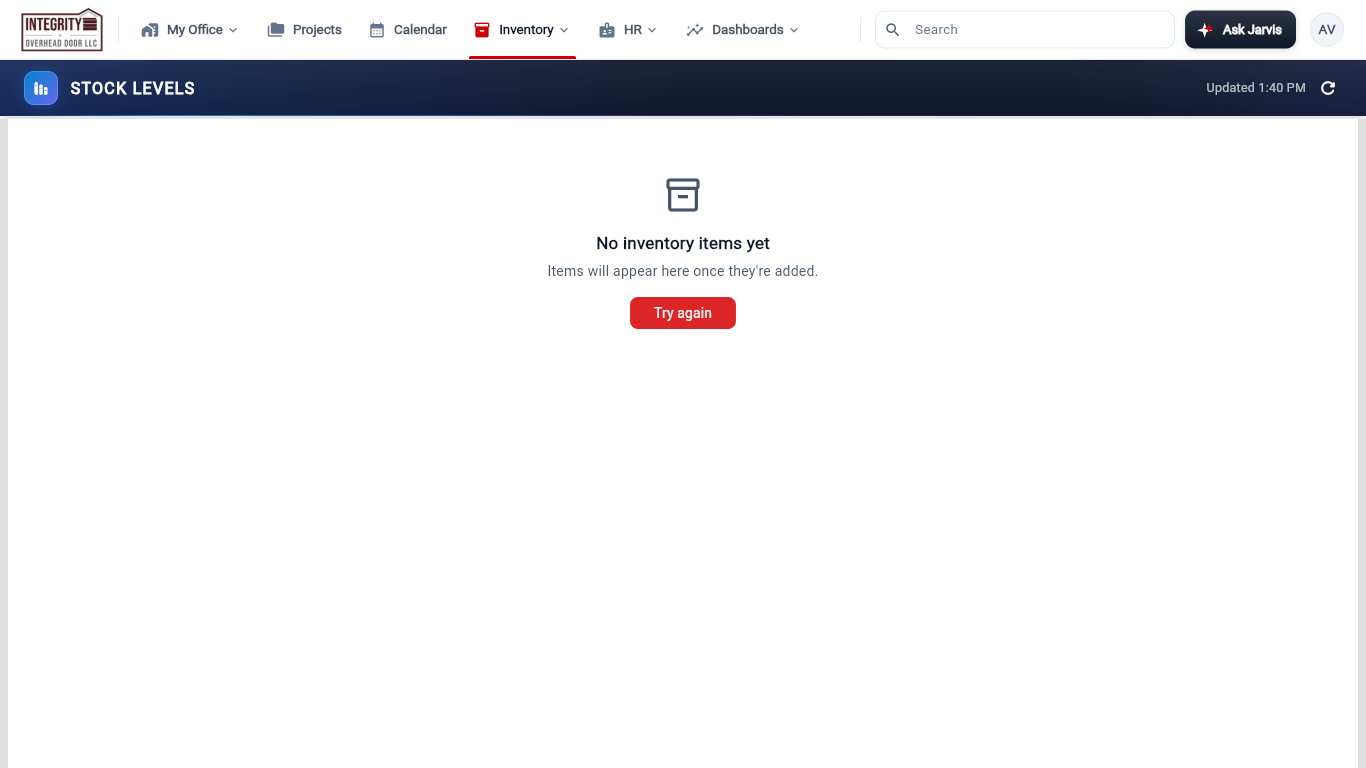 INTEGRITY
OVERHEAD DOOR LLC
My Office
Projects
Calendar
Inventory
HR
Dashboards
Search
Ask Jarvis
AV
STOCK LEVELS
Updated 1:40 PM
No inventory items yet
Items will appear here once they're added.
Try again